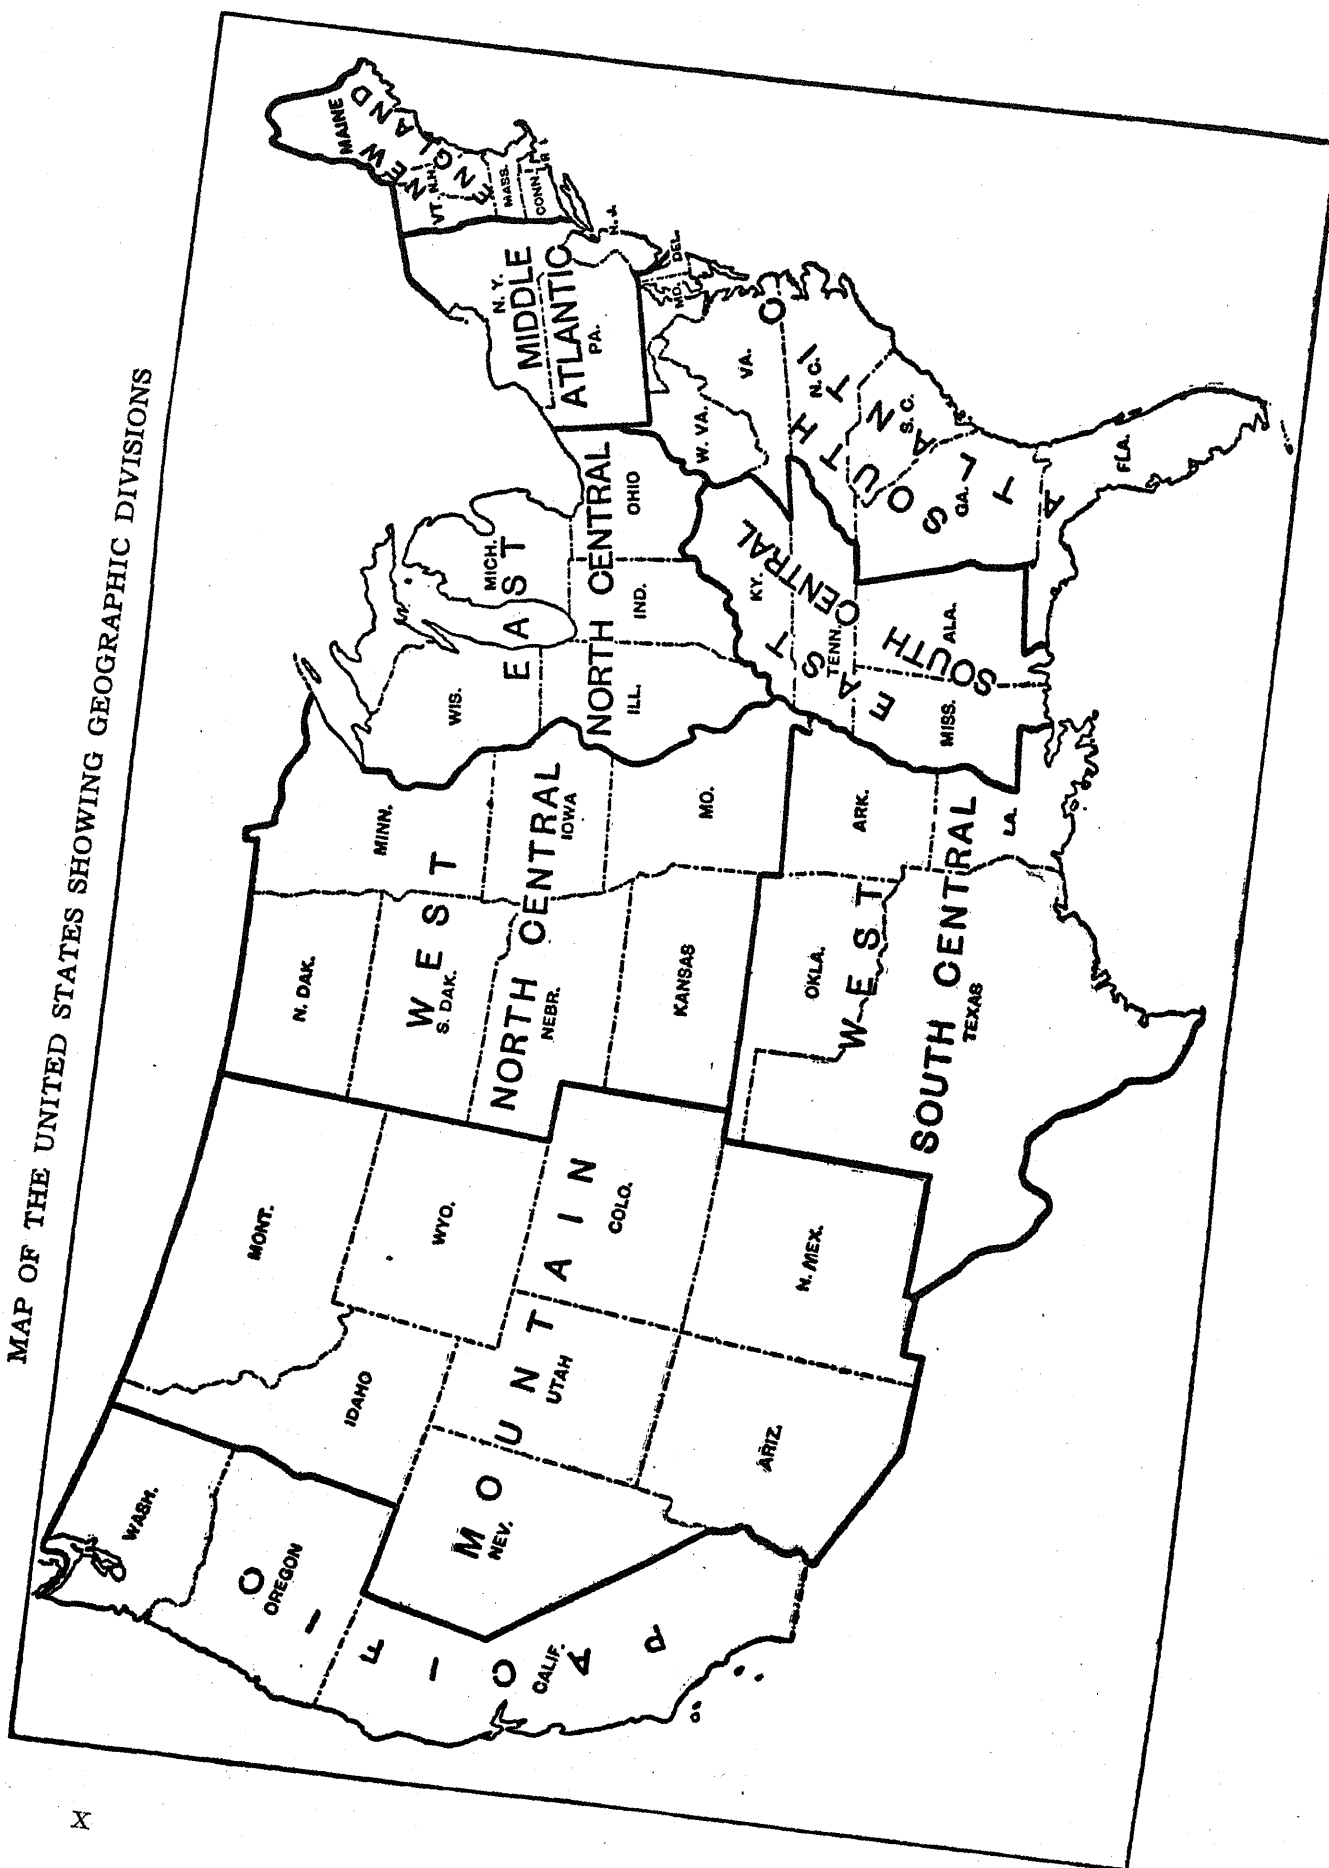 MAP OF THE UNITED STATES SHOWING GEOGRAPHIC DIVISIONS
PACIFIC
WASH.
OREGON
CALIF.
MOUNTAIN
MONT.
IDAHO
WYO.
NEV.
UTAH
COLO.
ARIZ.
N. MEX.
WEST
NORTH CENTRAL
N. DAK.
S. DAK.
NEBR.
KANSAS
MINN.
IOWA
MO.
WEST
SOUTH CENTRAL
OKLA.
TEXAS
ARK.
LA.
EAST
NORTH CENTRAL
WIS.
MICH.
ILL.
IND.
OHIO
EAST
SOUTH CENTRAL
KY.
TENN.
MISS.
ALA.
SOUTH ATLANTIC
W. VA.
VA.
MD.
DEL.
N. C.
S. C.
GA.
FLA.
MIDDLE
ATLANTIC
N. Y.
PA.
N. J.
NEW ENGLAND
MAINE
VT.
N.H.
MASS.
CONN.
R. I.
x